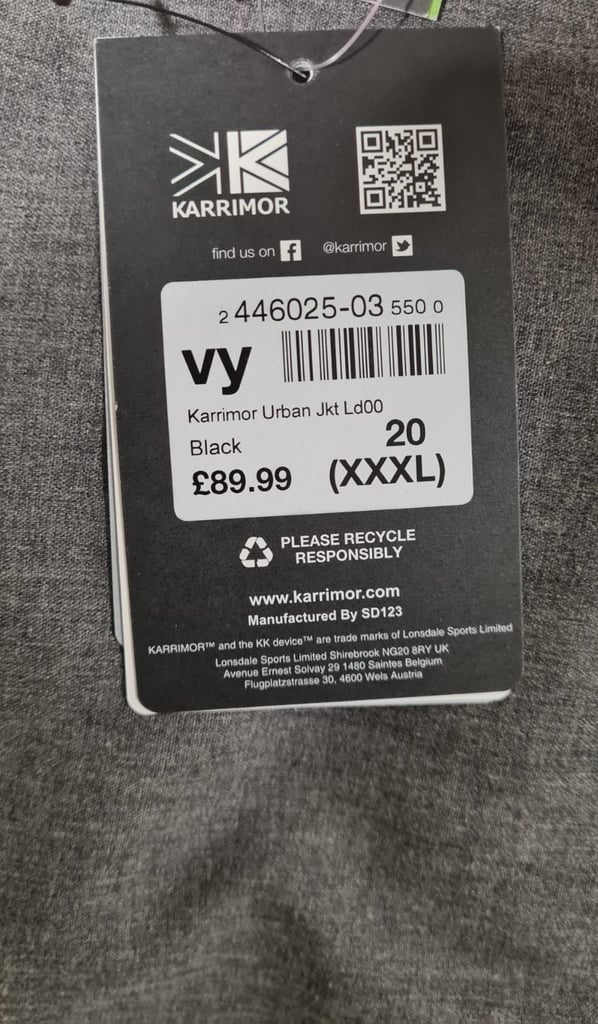 KARRIMOR
find us on
@karrimor
2 446025-03 550 0
vy
Karrimor Urban Jkt Ld00
Black
20
£89.99
(XXXL)
PLEASE RECYCLE
RESPONSIBLY
www.karrimor.com
Manufactured By SD123
KARRIMOR™ and the KK device™ are trade marks of Lonsdale Sports Limited
Lonsdale Sports Limited Shirebrook NG20 8RY UK
Avenue Ernest Solvay 29 1480 Saintes Belgium
Flugplatzstrasse 30, 4600 Wels Austria